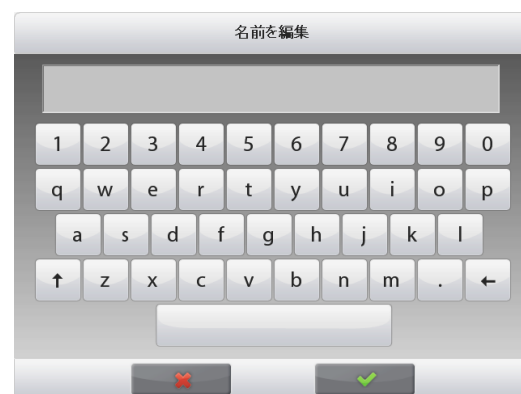 名前を編集
1 2 3 4 5 6 7 8 9 0
q w e r t y u i o p
a s d f g h j k l
↑ z x c v b n m . ←